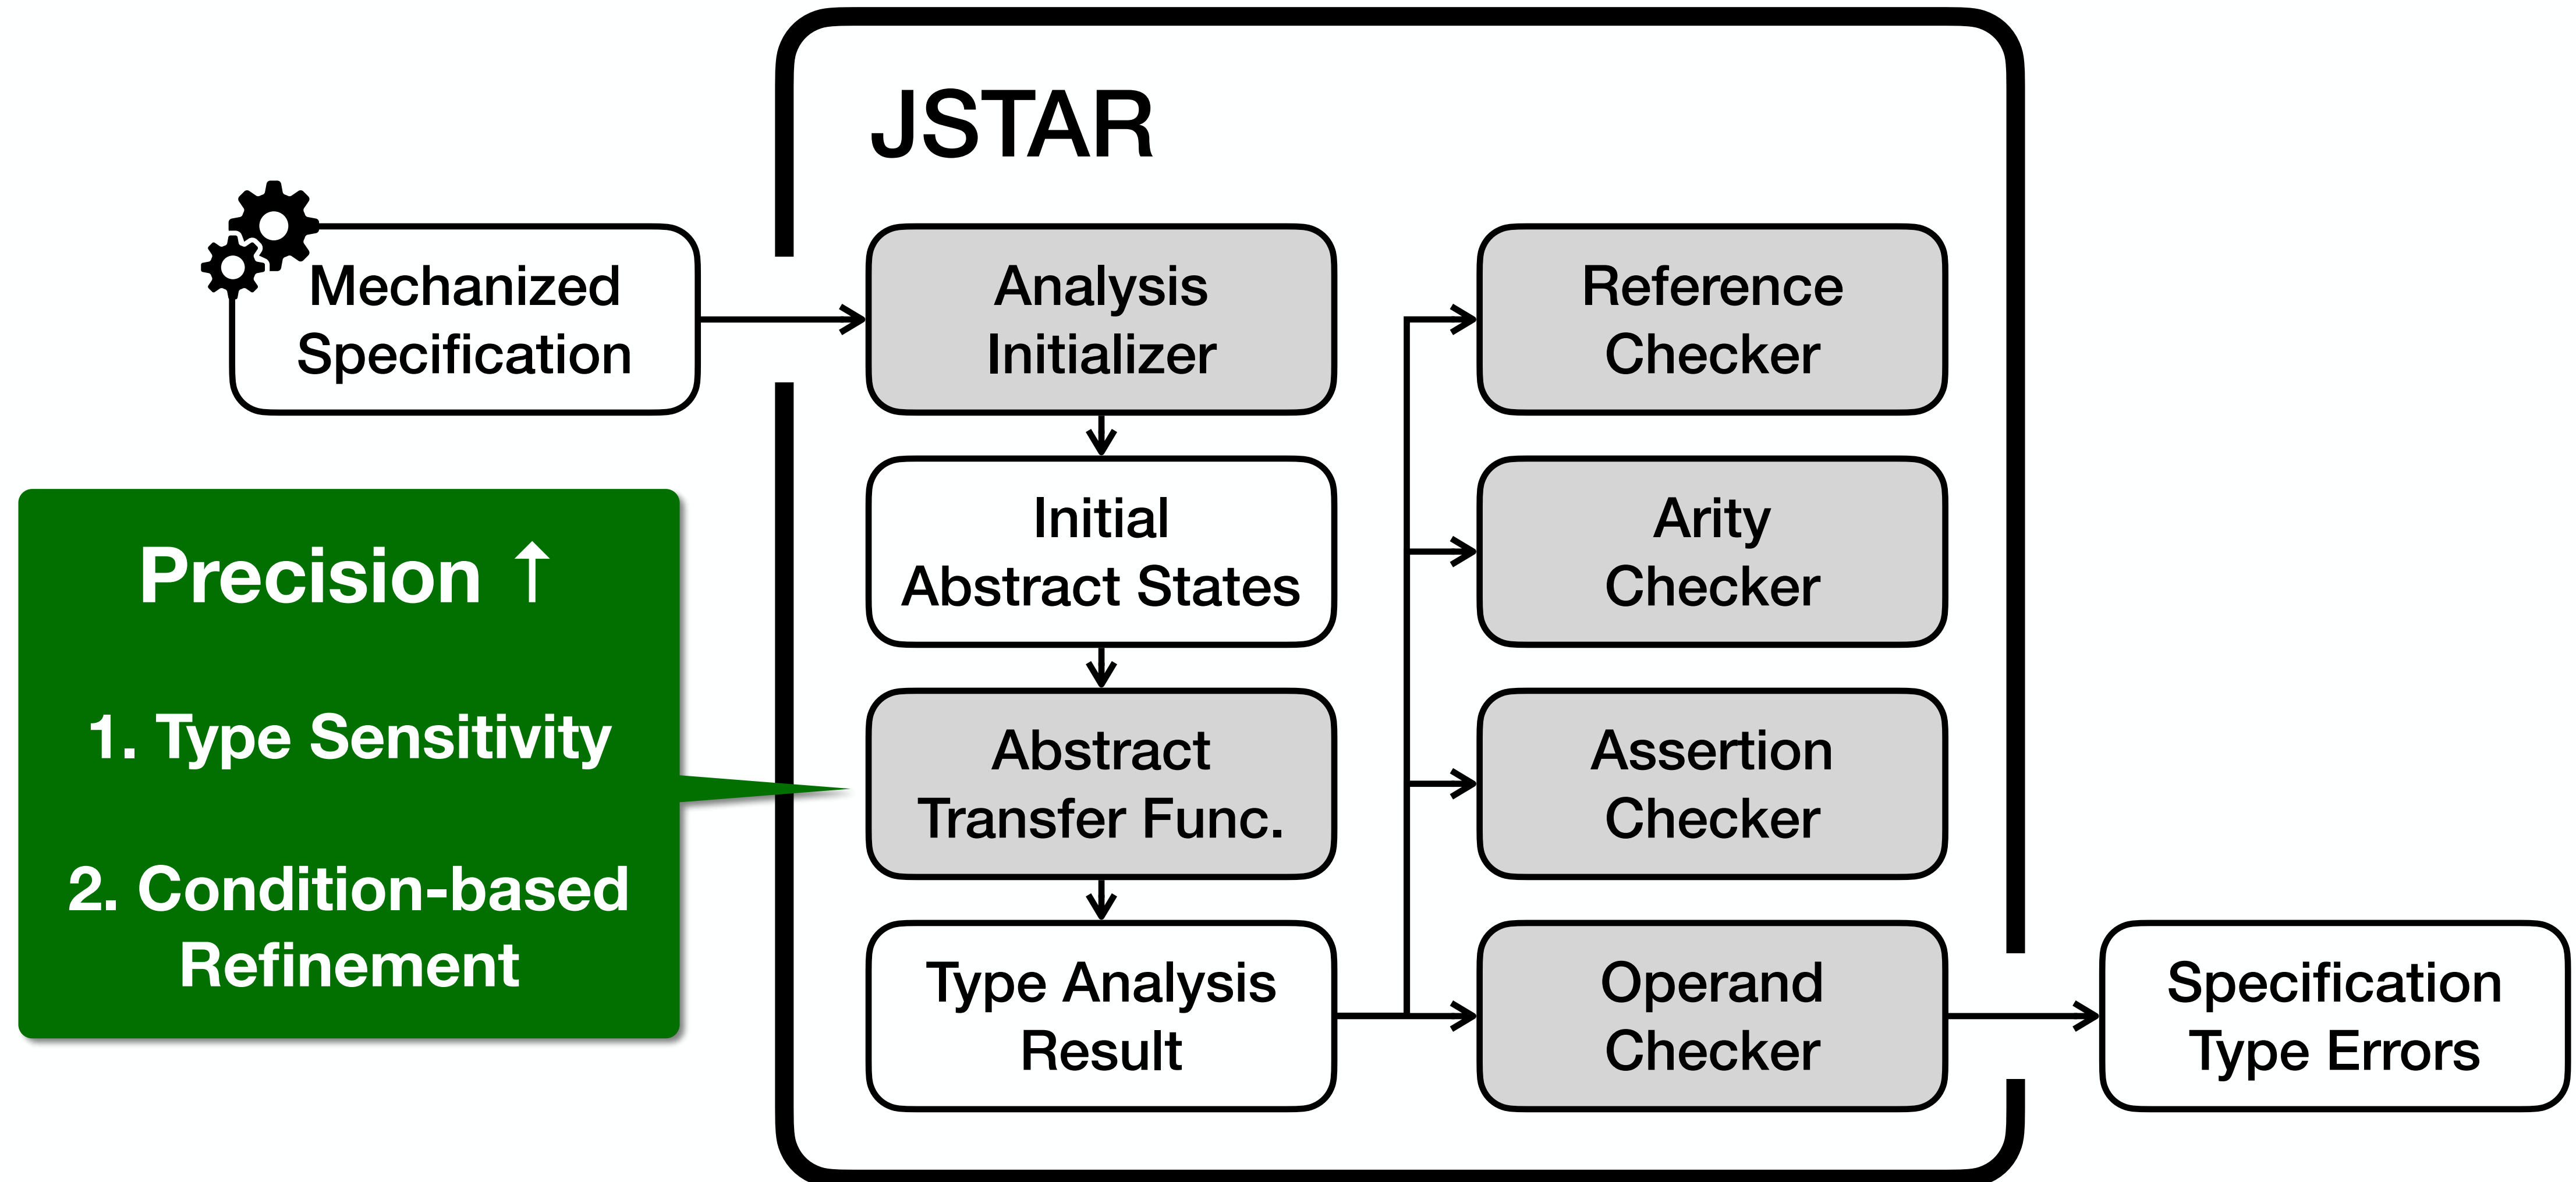 JSTAR
Mechanized
Specification
Analysis
Initializer
Reference
Checker
Initial
Abstract States
Arity
Checker
Precision ↑
1. Type Sensitivity
2. Condition-based
Refinement
Abstract
Transfer Func.
Assertion
Checker
Type Analysis
Result
Operand
Checker
Specification
Type Errors